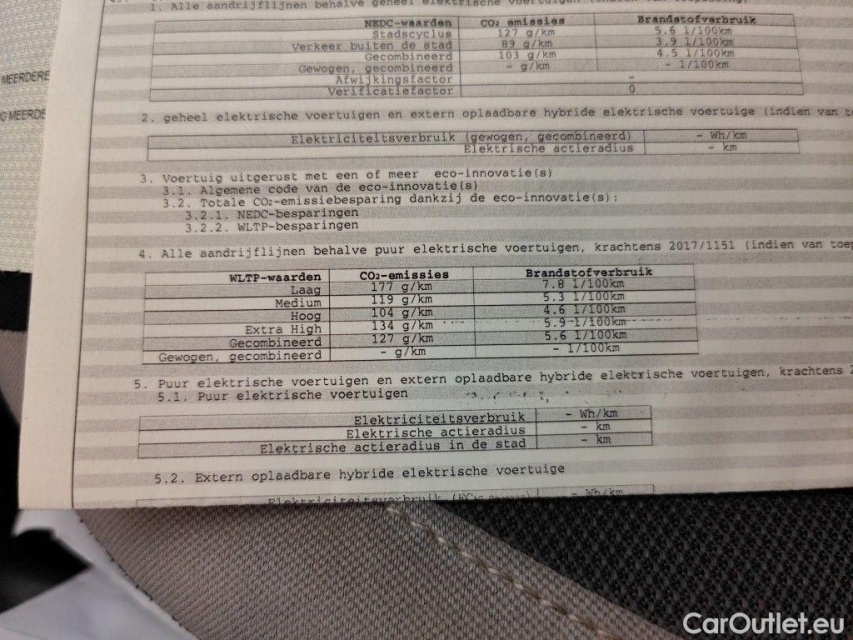 1. Alle aandrijflijnen behalve geheel elektrische voertuigen
NEDC-waarden CO₂ emissies Brandstofverbruik
Stadscyclus 127 g/km 5.6 l/100km
Verkeer buiten de stad 89 g/km 3.9 l/100km
Gecombineerd 103 g/km 4.5 l/100km
Gewogen, gecombineerd - g/km - l/100km
Afwijkingsfactor -
Verificatiefactor 0
MEERDERE
G MEERDE
2. geheel elektrische voertuigen en extern oplaadbare hybride elektrische voertuige (indien van
Elektriciteitsverbruik (gewogen, gecombineerd) - Wh/km
Elektrische actieradius - km
3. Voertuig uitgerust met een of meer eco-innovatie(s)
3.1. Algemene code van de eco-innovatie(s)
3.2. Totale CO₂-emissiebesparing dankzij de eco-innovatie(s):
3.2.1. NEDC-besparingen
3.2.2. WLTP-besparingen
4. Alle aandrijflijnen behalve puur elektrische voertuigen, krachtens 2017/1151 (indien van toep
WLTP-waarden CO₂-emissies Brandstofverbruik
Laag 177 g/km 7.8 l/100km
Medium 119 g/km 5.3 l/100km
Hoog 104 g/km 4.6 l/100km
Extra High 134 g/km 5.9 l/100km
Gecombineerd 127 g/km 5.6 l/100km
Gewogen, gecombineerd - g/km - l/100km
5. Puur elektrische voertuigen en extern oplaadbare hybride elektrische voertuigen, krachtens 2
5.1. Puur elektrische voertuigen
Elektriciteitsverbruik - Wh/km
Elektrische actieradius - km
Elektrische actieradius in de stad - km
5.2. Extern oplaadbare hybride elektrische voertuige
Elektriciteitsverbruik - Wh/km
CarOutlet.eu